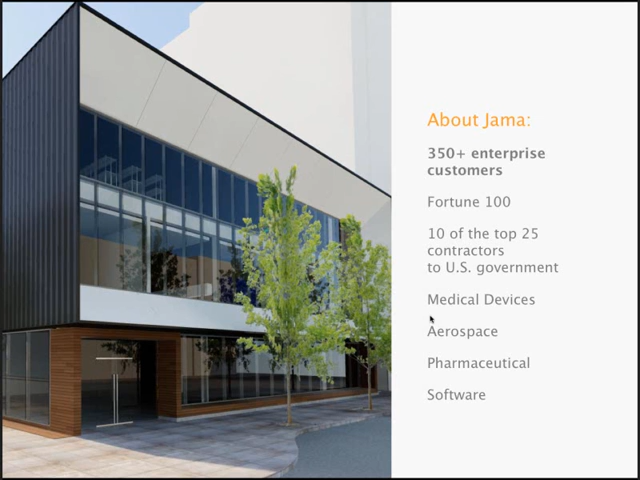 About Jama:
350+ enterprise
customers
Fortune 100
10 of the top 25
contractors
to U.S. government
Medical Devices
Aerospace
Pharmaceutical
Software